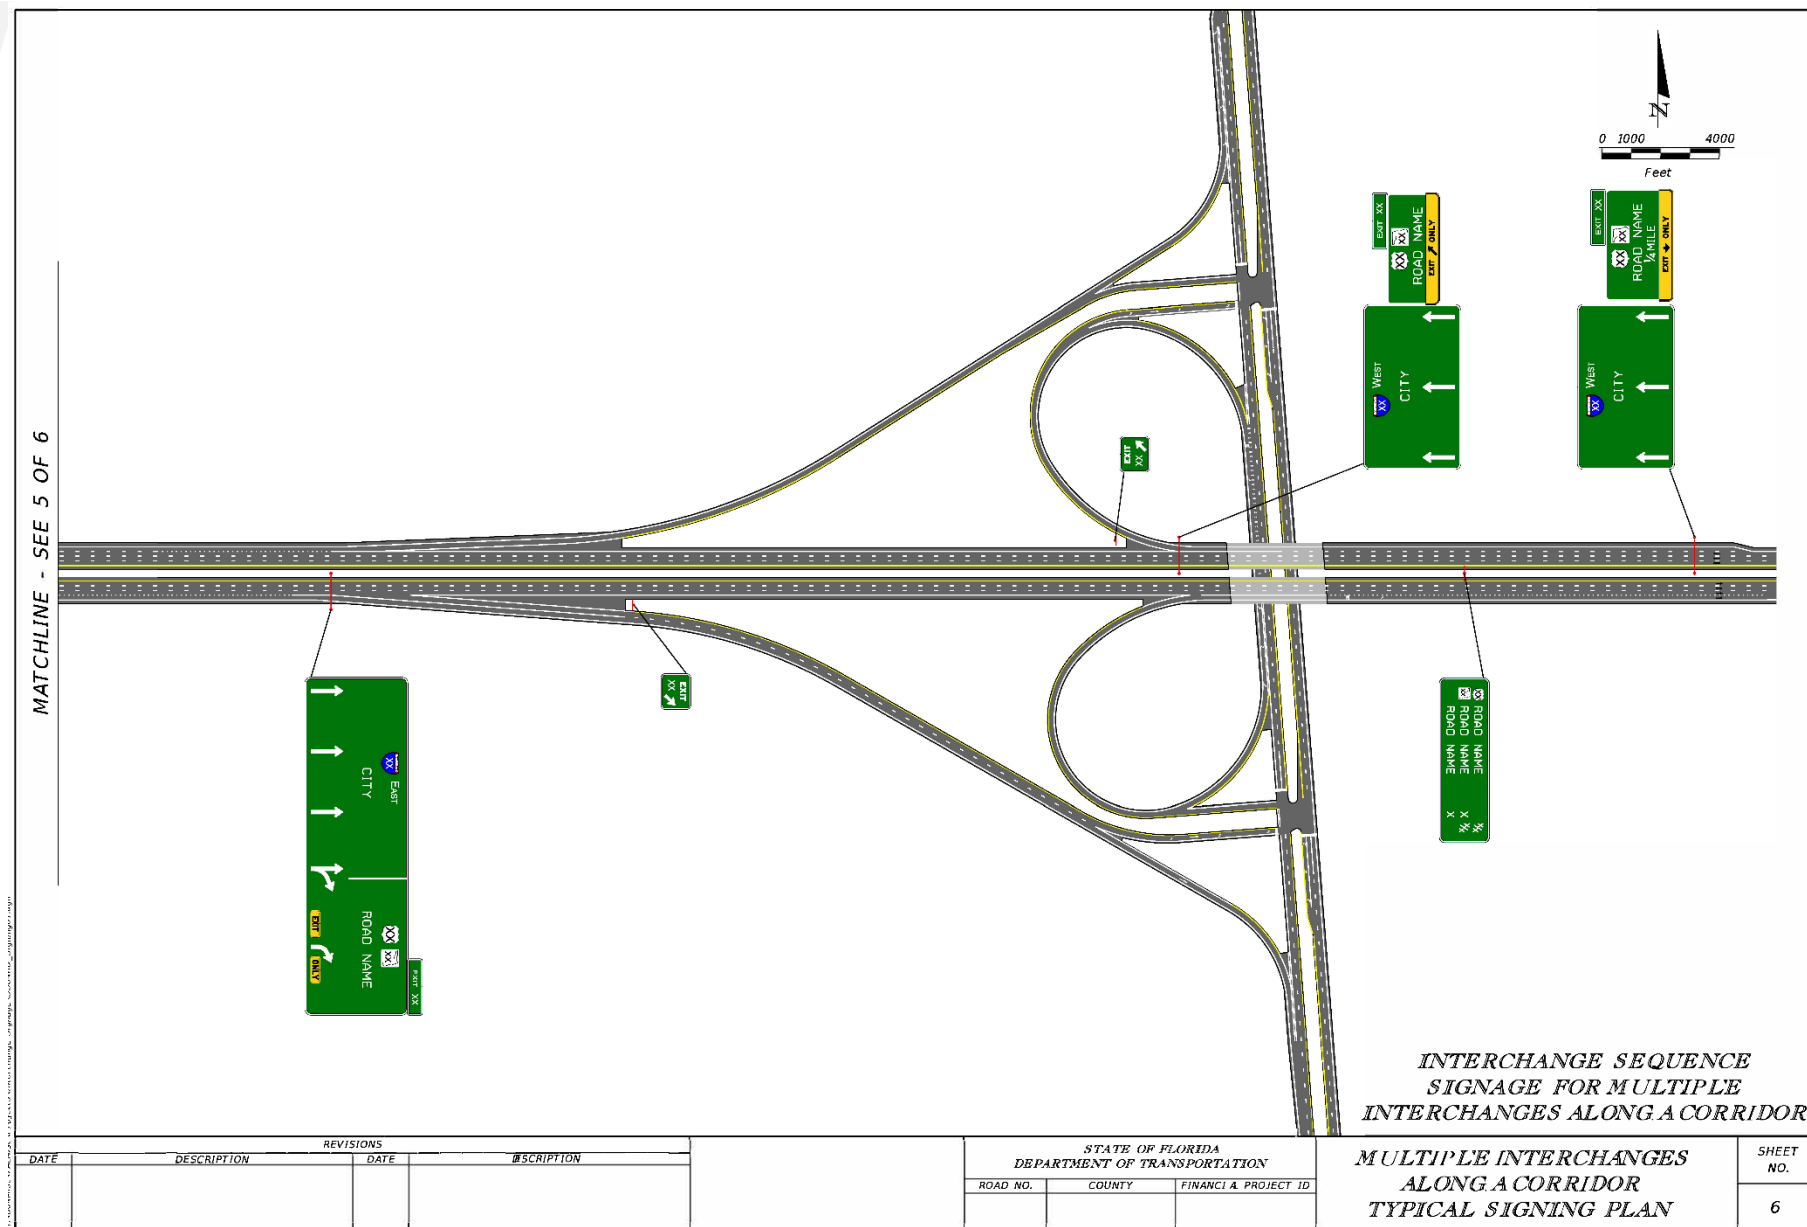 N
0 1000 4000
Feet
MATCHLINE - SEE 5 OF 6
EXIT XX
XX XX
ROAD NAME
EXIT ONLY
WEST
XX
CITY
EXIT XX
XX XX
ROAD NAME
¼ MILE
EXIT ONLY
WEST
XX
CITY
EXIT
XX
EXIT
XX
EXIT XX
EAST
XX
CITY
XX XX
ROAD NAME
EXIT ONLY
XX ROAD NAME X/X
XX ROAD NAME X X/X
ROAD NAME X
INTERCHANGE SEQUENCE
SIGNAGE FOR MULTIPLE
INTERCHANGES ALONG A CORRIDOR
REVISIONS
DATE DESCRIPTION DATE DESCRIPTION
STATE OF FLORIDA
DEPARTMENT OF TRANSPORTATION
ROAD NO. COUNTY FINANCIAL PROJECT ID
MULTIPLE INTERCHANGES
ALONG A CORRIDOR
TYPICAL SIGNING PLAN
SHEET
NO.
6